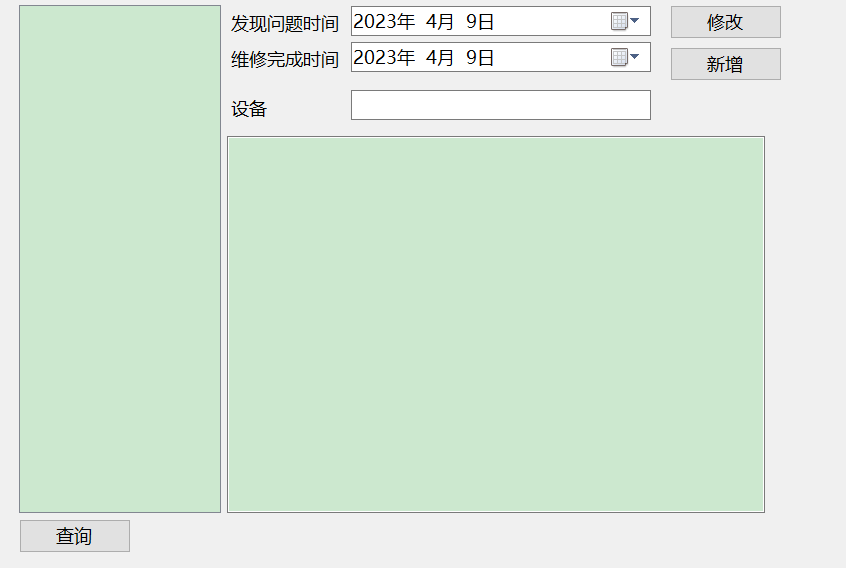 发现问题时间 2023年 4月 9日 修改
维修完成时间 2023年 4月 9日 新增
设备
查询